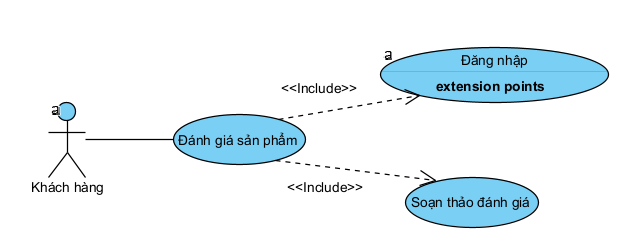 a
Đăng nhập
extension points
<<Include>>
a
Đánh giá sản phẩm
Khách hàng
<<Include>>
Soạn thảo đánh giá